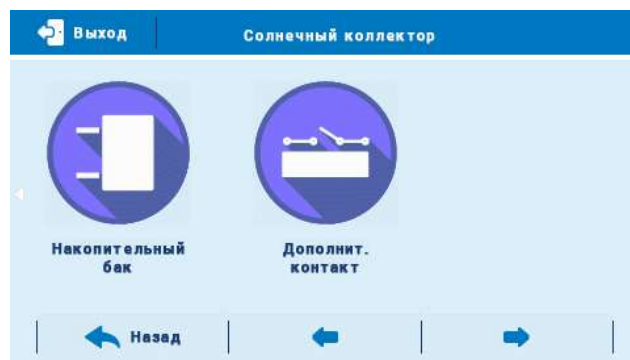 Выход
Солнечный коллектор
Накопительный
бак
Дополнит.
контакт
Назад